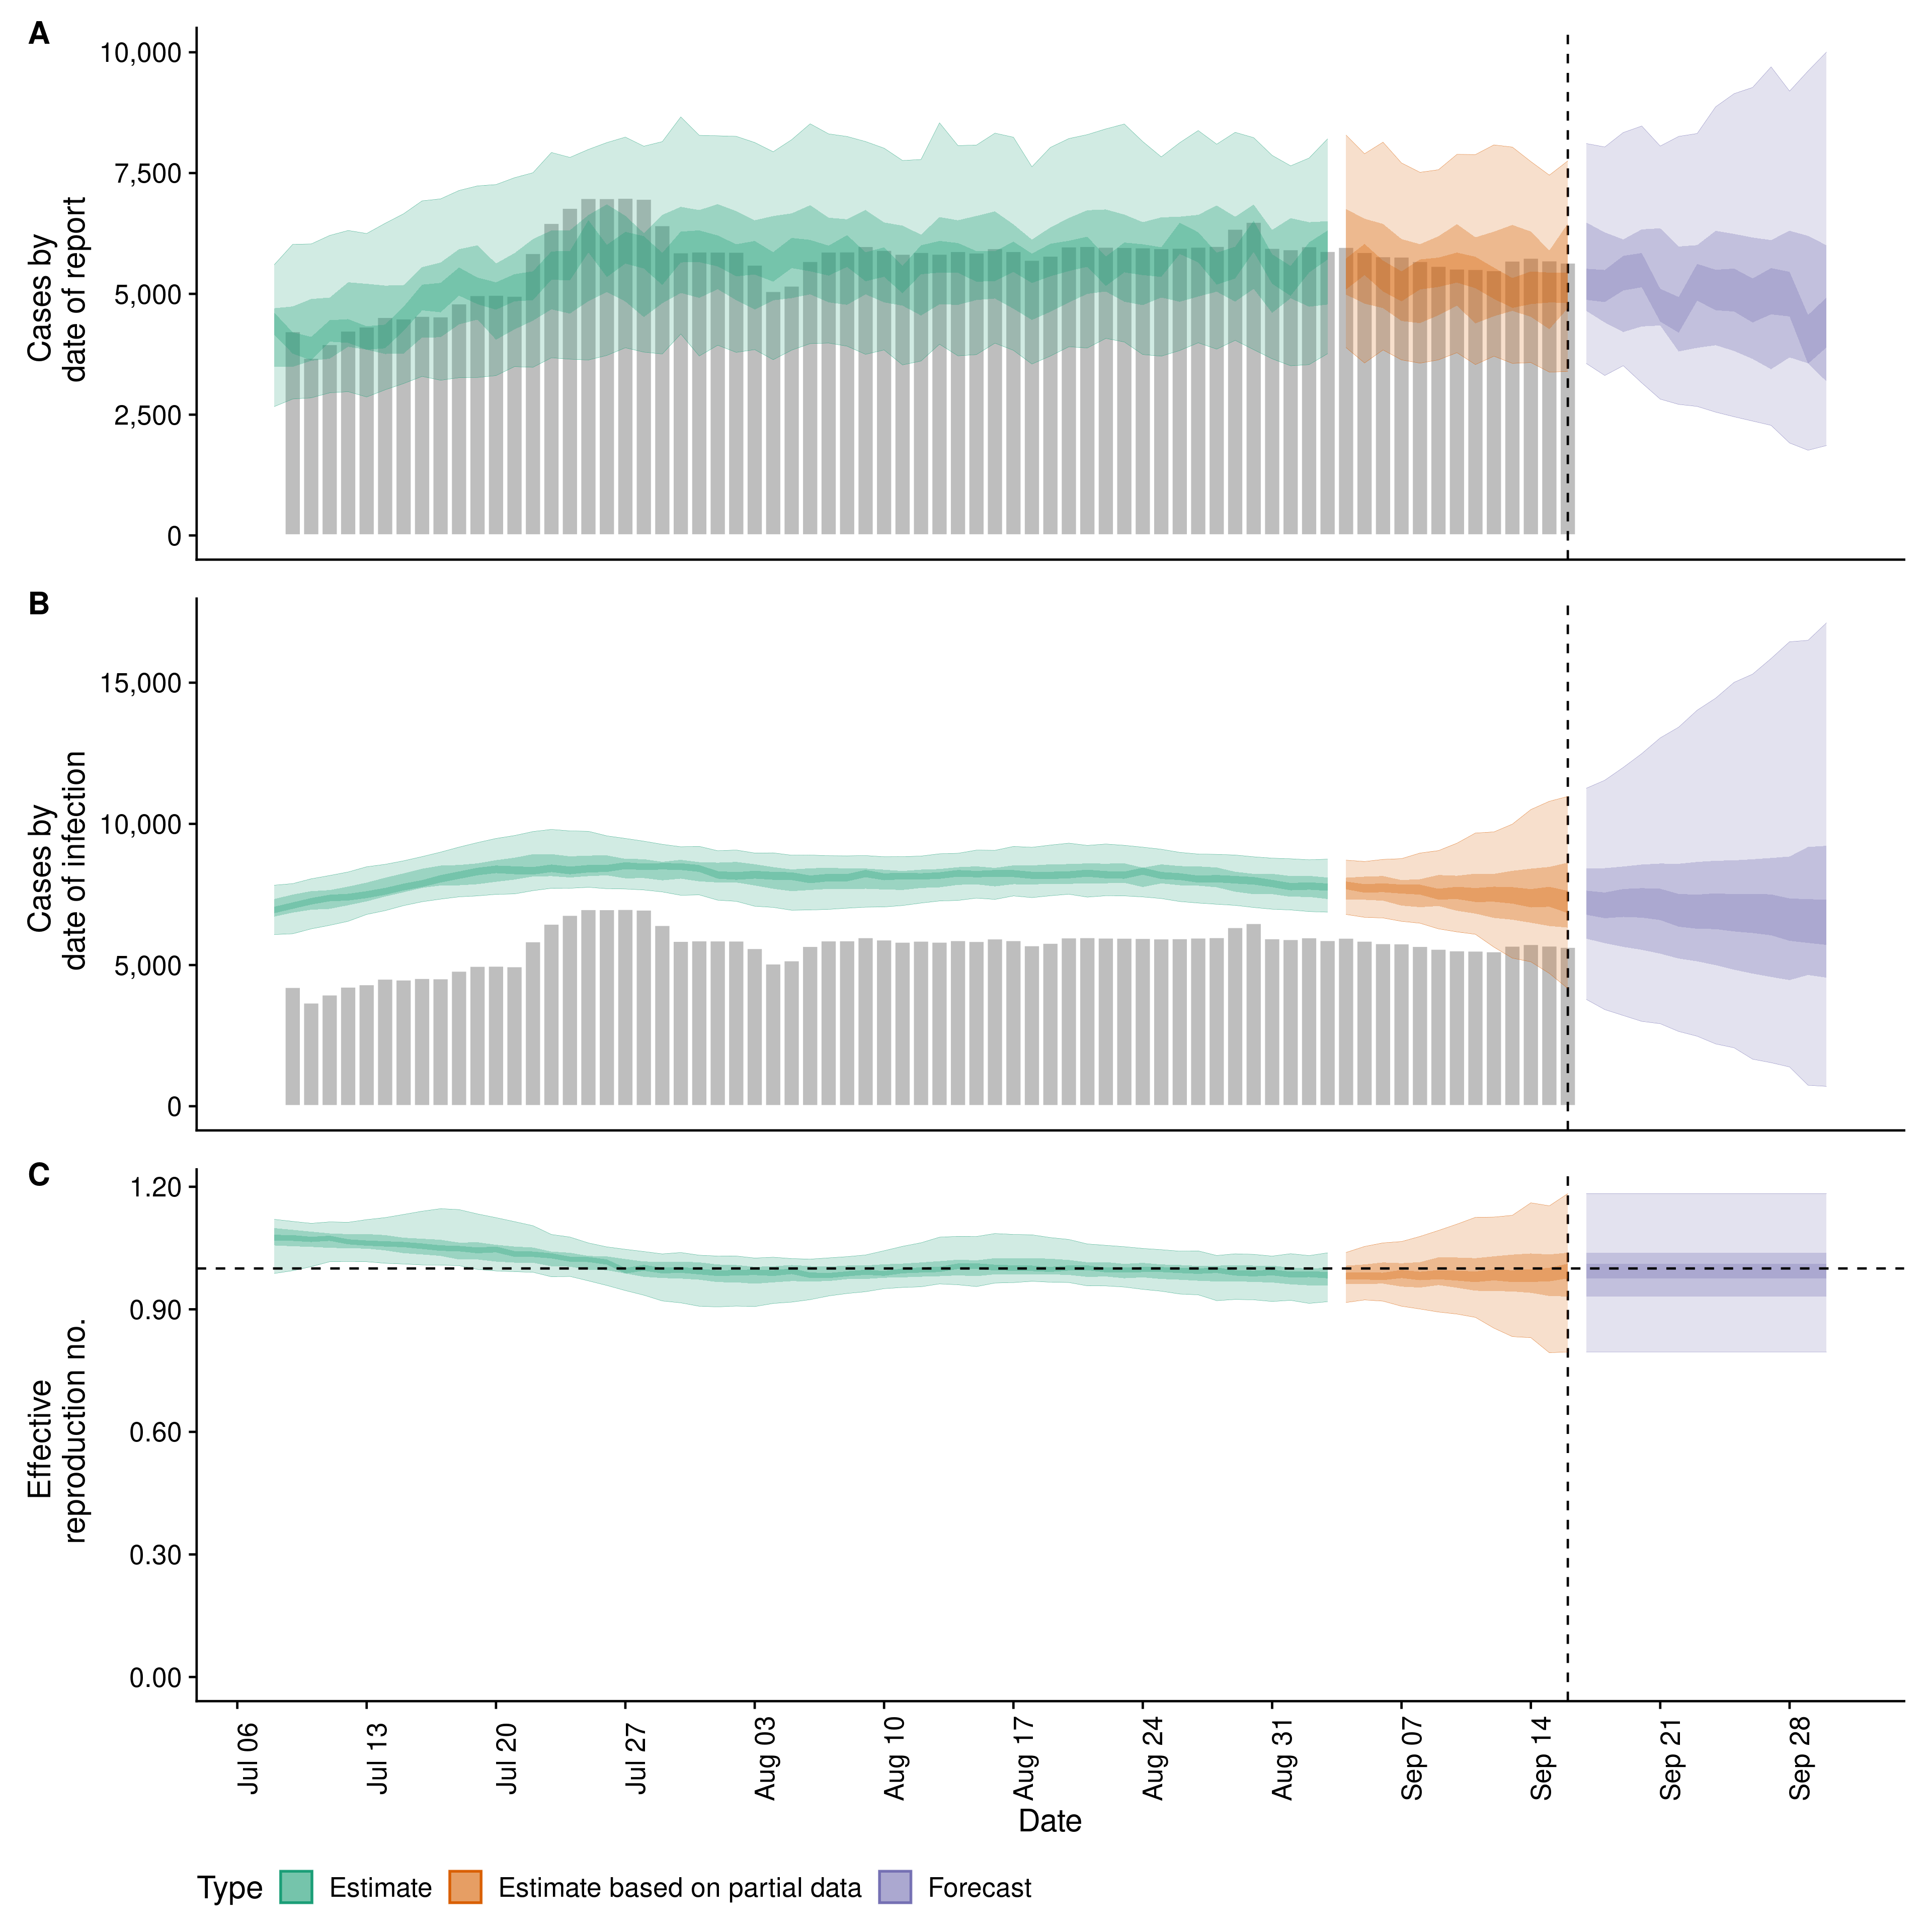 A
10,000
7,500
5,000
2,500
0
Cases by
date of report
B
15,000
10,000
5,000
0
Cases by
date of infection
C
1.20
0.90
0.60
0.30
0.00
Effective
reproduction no.
Jul 06
Jul 13
Jul 20
Jul 27
Aug 03
Aug 10
Aug 17
Aug 24
Aug 31
Sep 07
Sep 14
Sep 21
Sep 28
Date
Type Estimate Estimate based on partial data Forecast